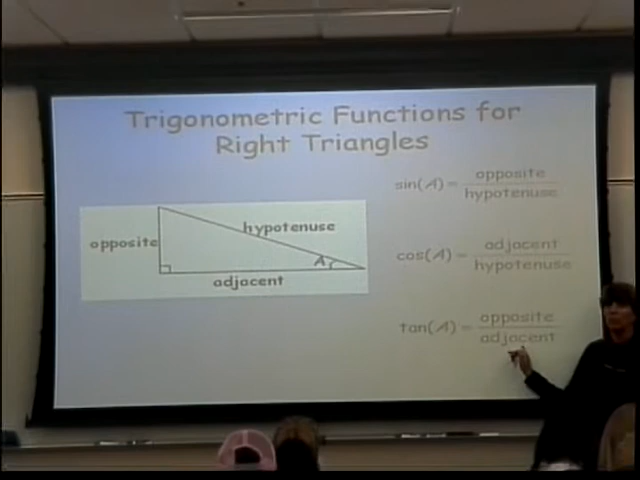 Trigonometric Functions for
Right Triangles
opposite
hypotenuse
A
adjacent
sin(A) = opposite / hypotenuse
cos(A) = adjacent / hypotenuse
tan(A) = opposite / adjacent